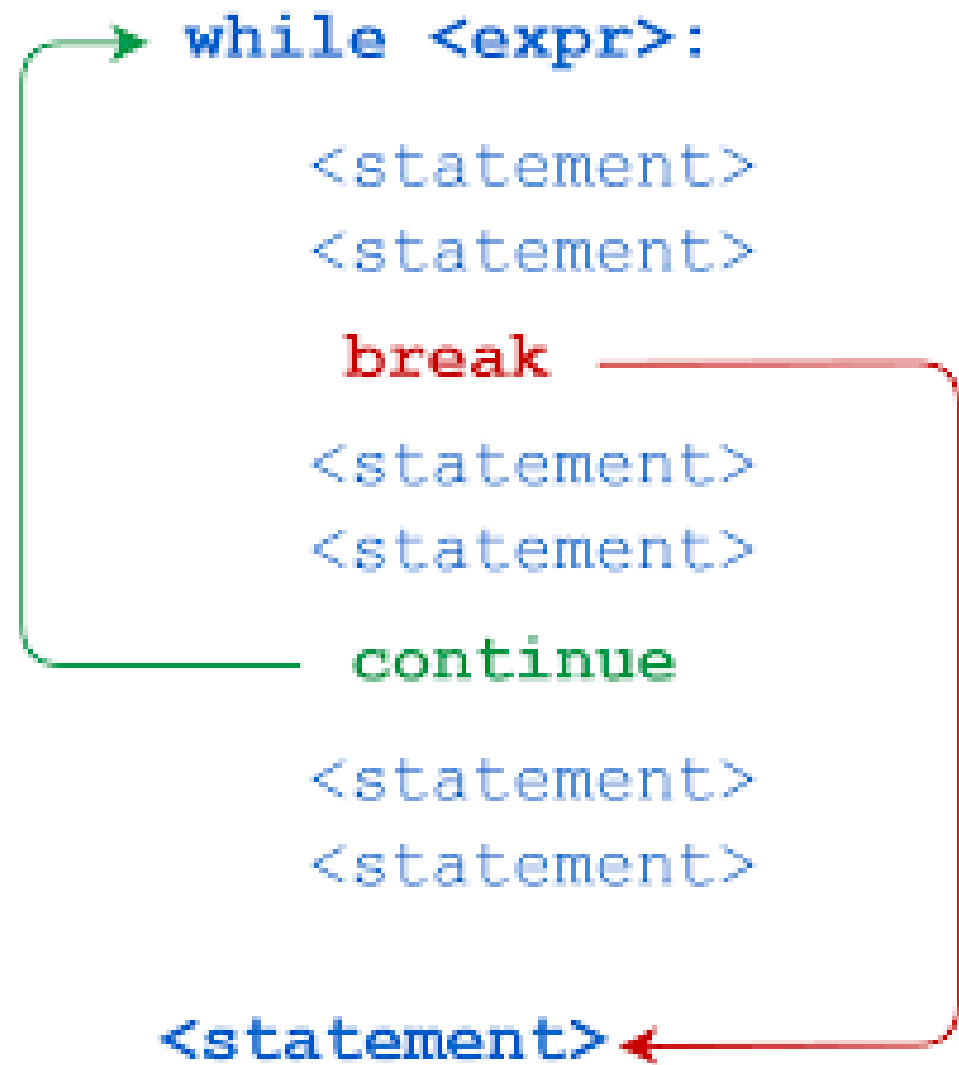 while <expr>:
<statement>
<statement>
break
<statement>
<statement>
continue
<statement>
<statement>
<statement>